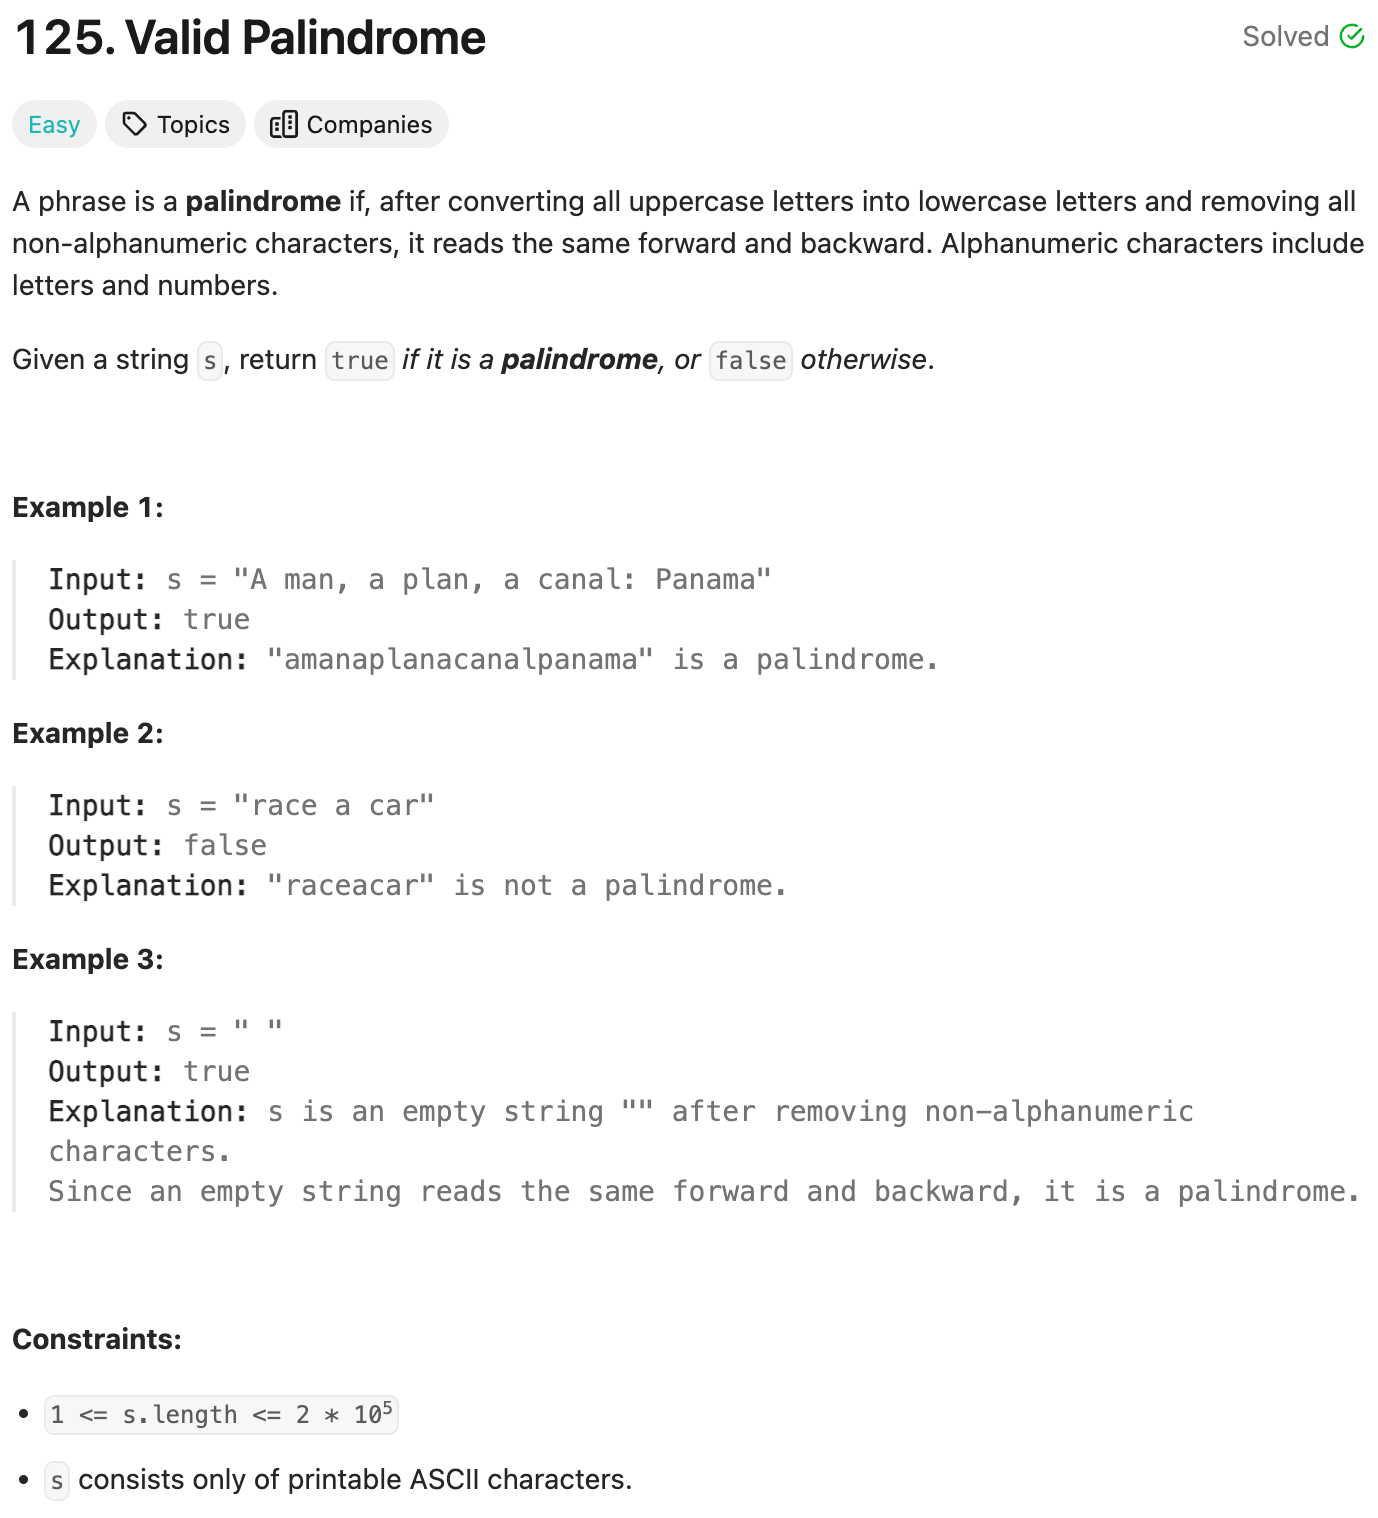 125. Valid Palindrome
Solved
Easy
Topics
Companies
A phrase is a palindrome if, after converting all uppercase letters into lowercase letters and removing all
non-alphanumeric characters, it reads the same forward and backward. Alphanumeric characters include
letters and numbers.
Given a string s, return true if it is a palindrome, or false otherwise.
Example 1:
Input: s = "A man, a plan, a canal: Panama"
Output: true
Explanation: "amanaplanacanalpanama" is a palindrome.
Example 2:
Input: s = "race a car"
Output: false
Explanation: "raceacar" is not a palindrome.
Example 3:
Input: s = " "
Output: true
Explanation: s is an empty string "" after removing non-alphanumeric
characters.
Since an empty string reads the same forward and backward, it is a palindrome.
Constraints:
• 1 <= s.length <= 2 * 10⁵
• s consists only of printable ASCII characters.